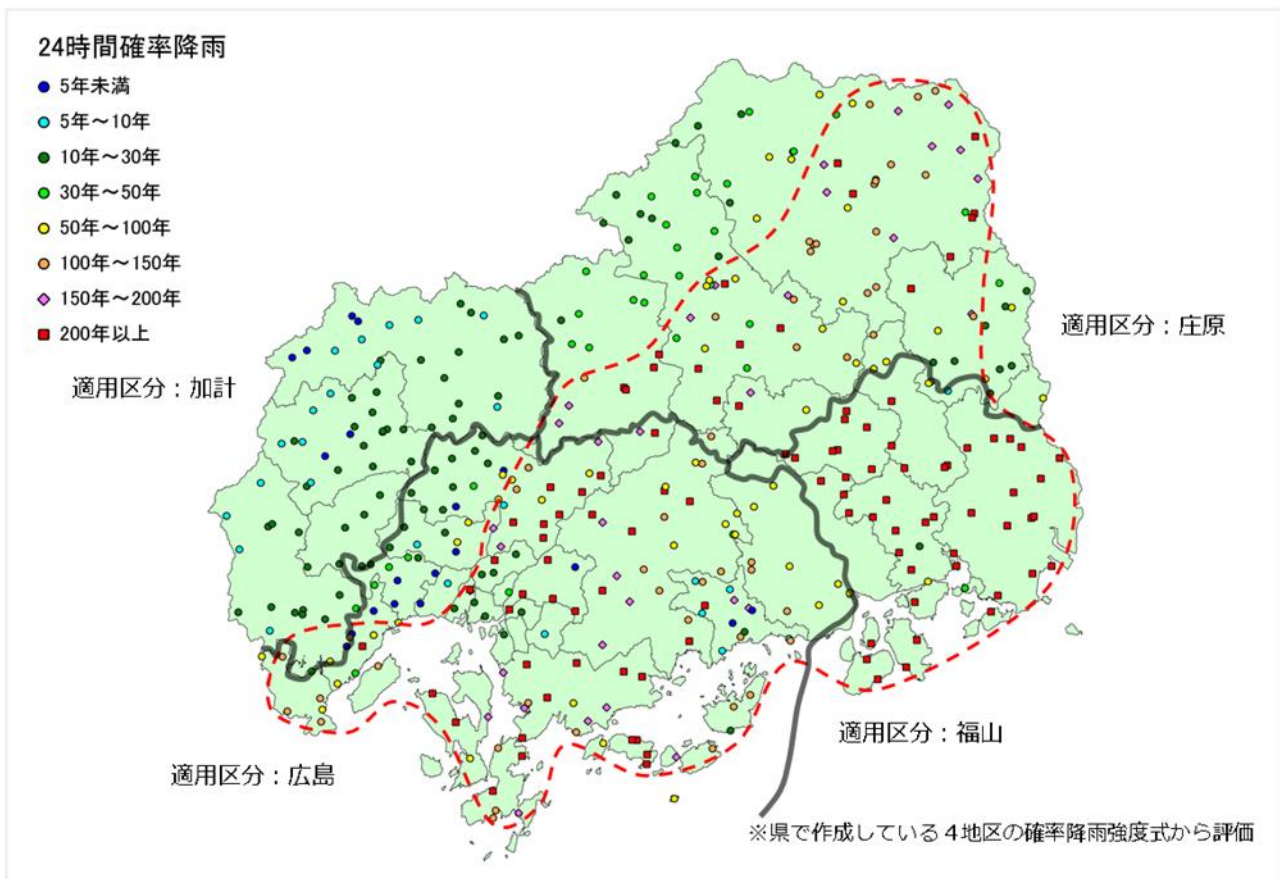 24時間確率降雨
5年未満
5年～10年
10年～30年
30年～50年
50年～100年
100年～150年
150年～200年
200年以上
適用区分：加計
適用区分：庄原
適用区分：福山
適用区分：広島
※県で作成している４地区の確率降雨強度式から評価